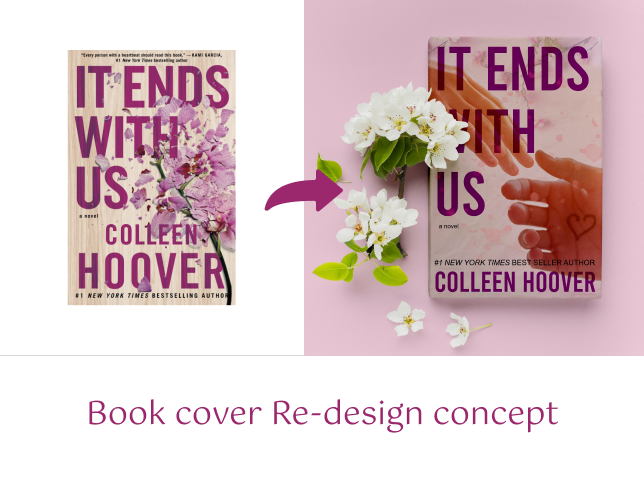 "Every person with a heartbeat should read this book." —KAMI GARCIA,
#1 New York Times bestselling author
IT ENDS
WITH
US
a novel
COLLEEN
HOOVER
#1 NEW YORK TIMES BESTSELLING AUTHOR
IT ENDS
WITH
US
a novel
#1 NEW YORK TIMES BEST SELLER AUTHOR
COLLEEN HOOVER
Book cover Re-design concept